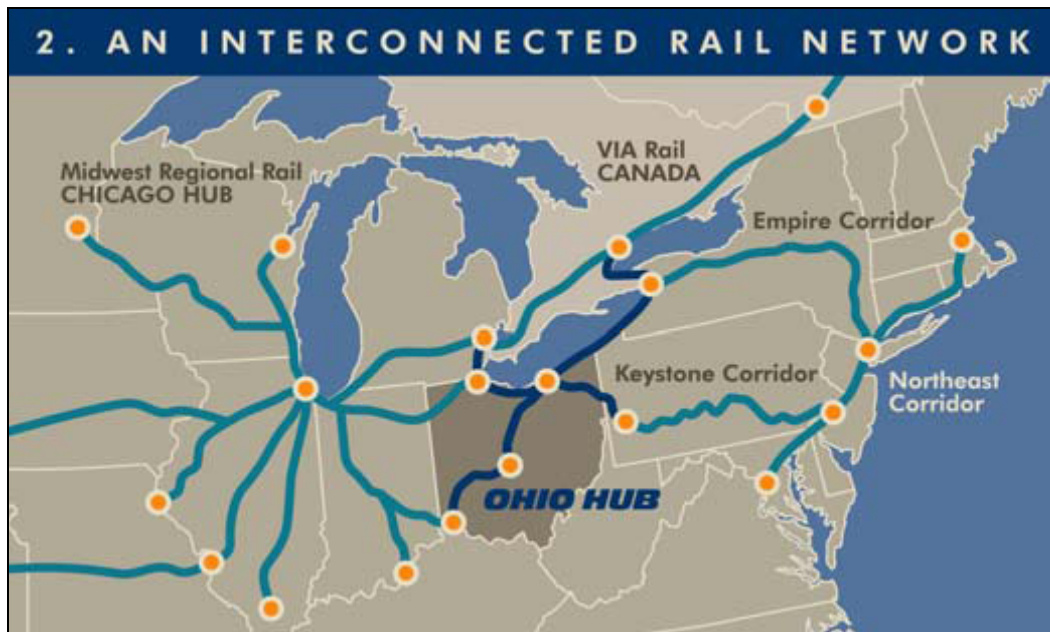 2. AN INTERCONNECTED RAIL NETWORK
Midwest Regional Rail
CHICAGO HUB
VIA Rail
CANADA
Empire Corridor
Keystone Corridor
Northeast
Corridor
OHIO HUB